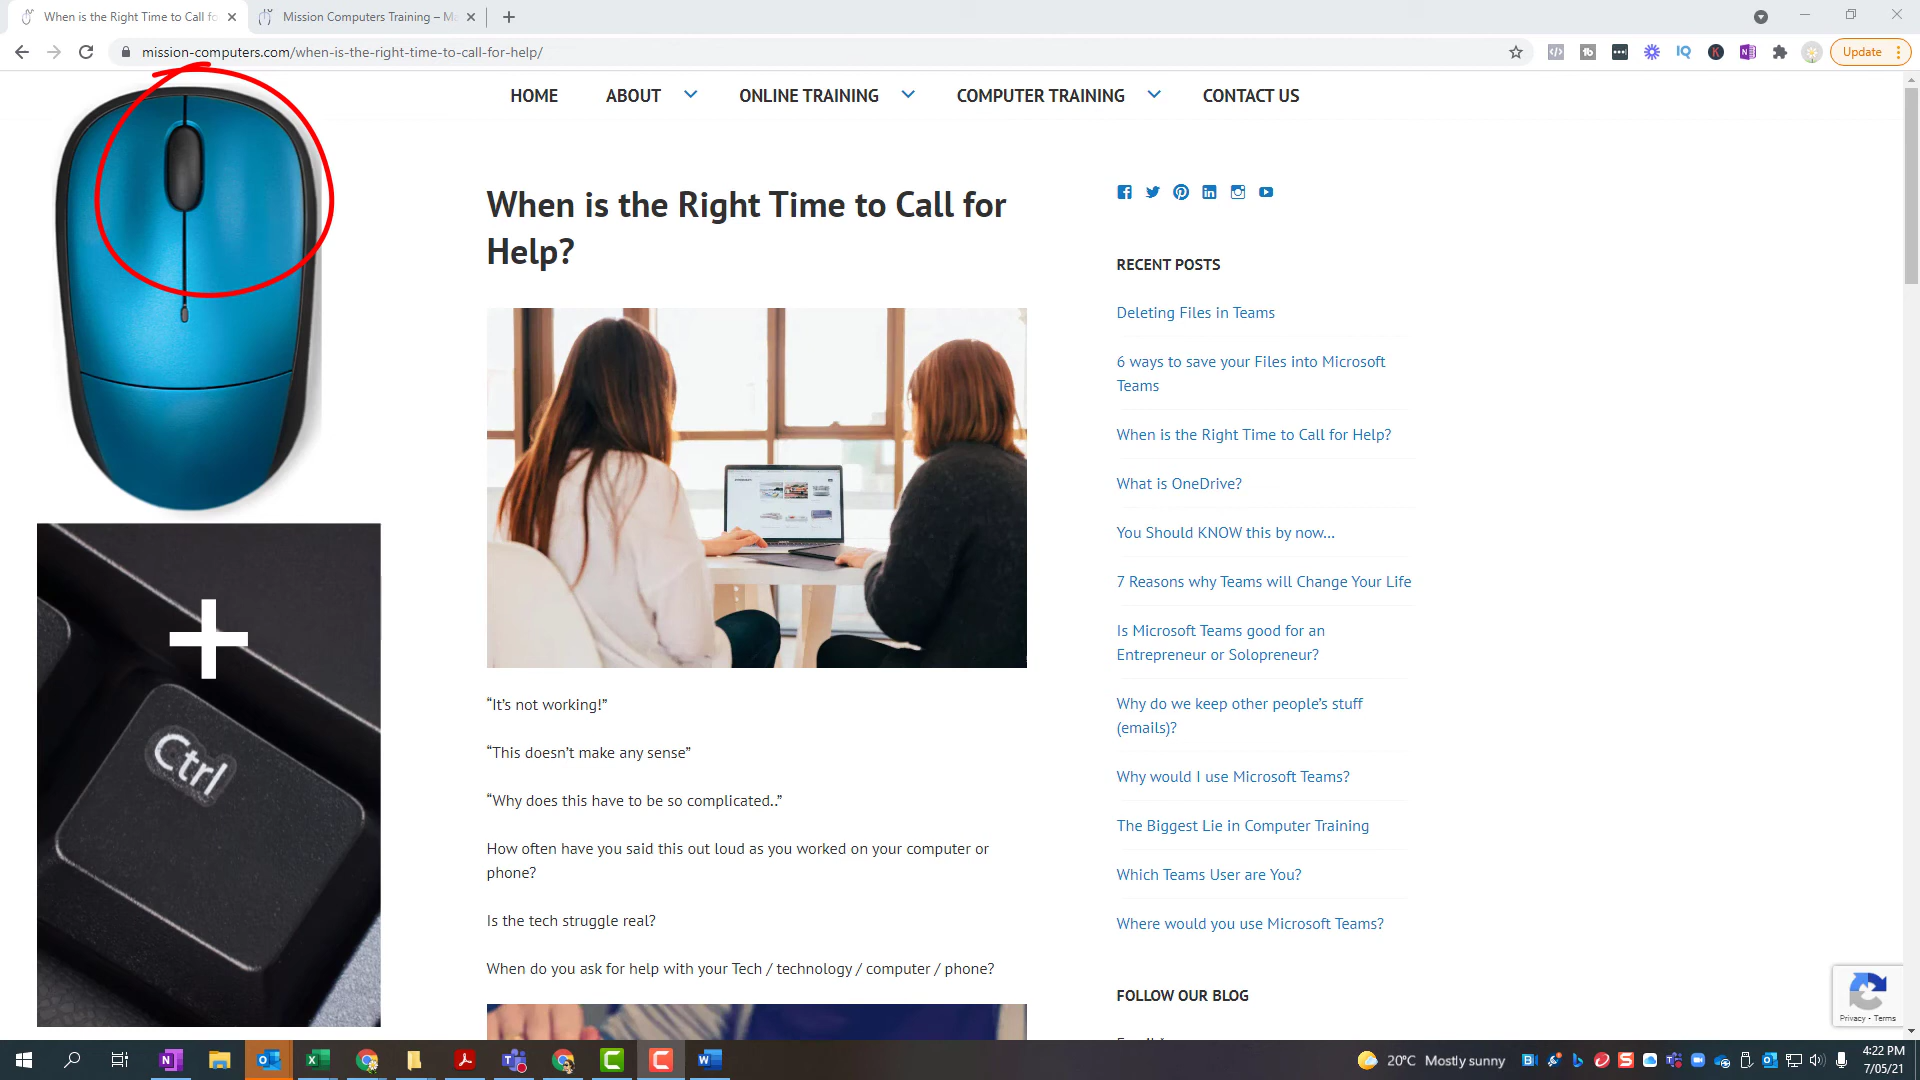 When is the Right Time to Call fo
Mission Computers Training – Ma
mission-computers.com/when-is-the-right-time-to-call-for-help/
Update
HOME
ABOUT
ONLINE TRAINING
COMPUTER TRAINING
CONTACT US
When is the Right Time to Call for
Help?
RECENT POSTS
Deleting Files in Teams
6 ways to save your Files into Microsoft
Teams
When is the Right Time to Call for Help?
What is OneDrive?
You Should KNOW this by now...
7 Reasons why Teams will Change Your Life
Is Microsoft Teams good for an
Entrepreneur or Solopreneur?
Why do we keep other people’s stuff
(emails)?
Why would I use Microsoft Teams?
The Biggest Lie in Computer Training
Which Teams User are You?
Where would you use Microsoft Teams?
FOLLOW OUR BLOG
“It’s not working!”
“This doesn’t make any sense”
“Why does this have to be so complicated..”
How often have you said this out loud as you worked on your computer or
phone?
Is the tech struggle real?
When do you ask for help with your Tech / technology / computer / phone?
+
Ctrl
Privacy - Terms
20°C Mostly sunny
4:22 PM
7/05/21